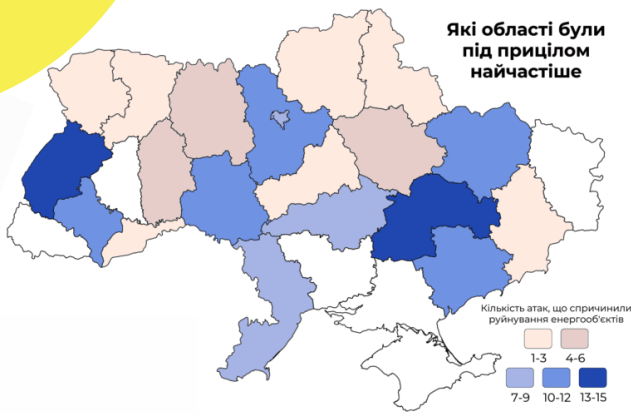 Які області були
під прицілом
найчастіше
Кількість атак, що спричинили
руйнування енергооб'єктів
1-3
4-6
7-9
10-12
13-15